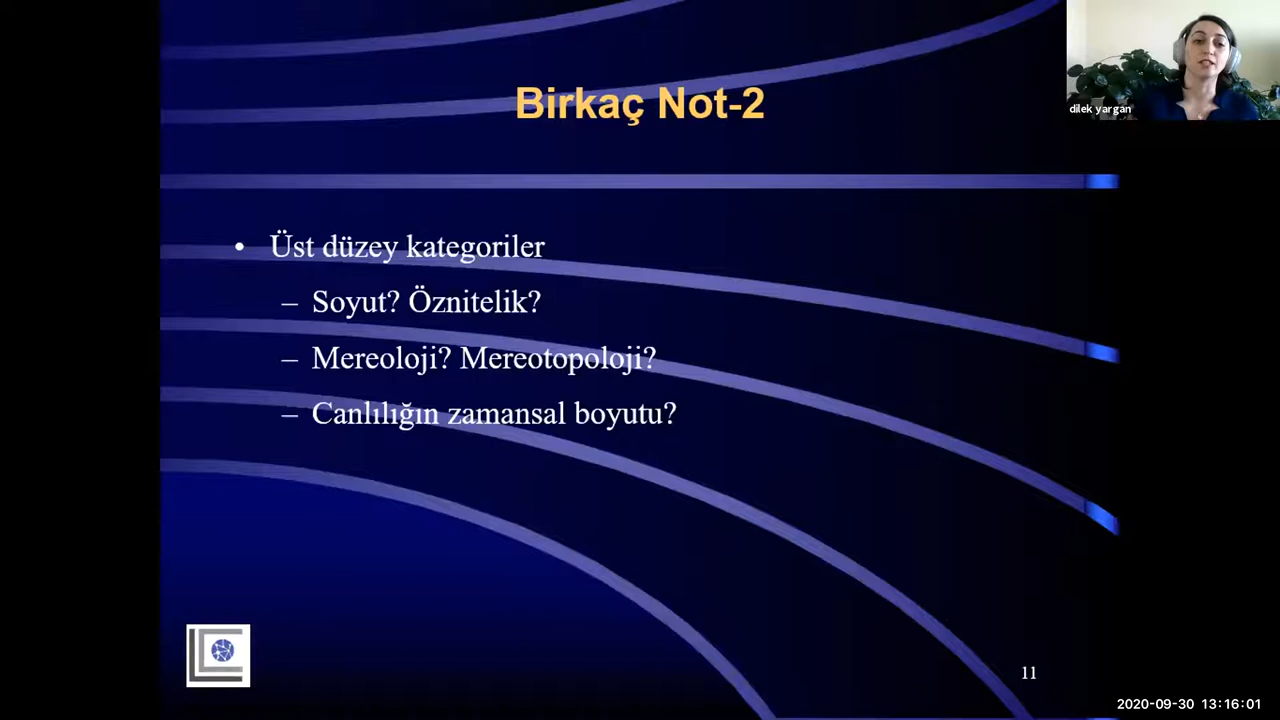 Birkaç Not-2
dilek yargan
• Üst düzey kategoriler
– Soyut? Öznitelik?
– Mereoloji? Mereotopoloji?
– Canlılığın zamansal boyutu?
11
2020-09-30 13:16:01